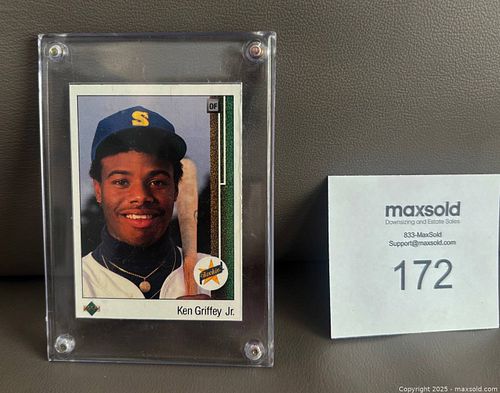 S
OF
Rookie
Ken Griffey Jr.
maxsold
Downsizing and Estate Sales
833-MaxSold
Support@maxsold.com
172
Copyright 2025 - maxsold.com